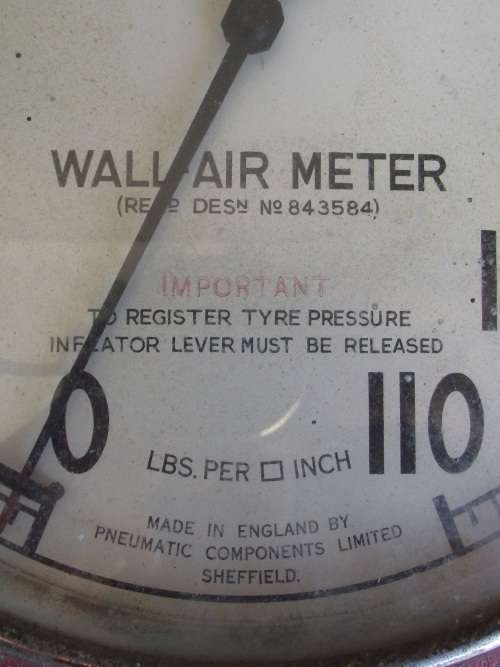 WALL-AIR METER
(REGᴰ DESᴺ Nº 843584)
IMPORTANT
TO REGISTER TYRE PRESSURE
INFLATOR LEVER MUST BE RELEASED
0 110
LBS. PER □ INCH
MADE IN ENGLAND BY
PNEUMATIC COMPONENTS LIMITED
SHEFFIELD.